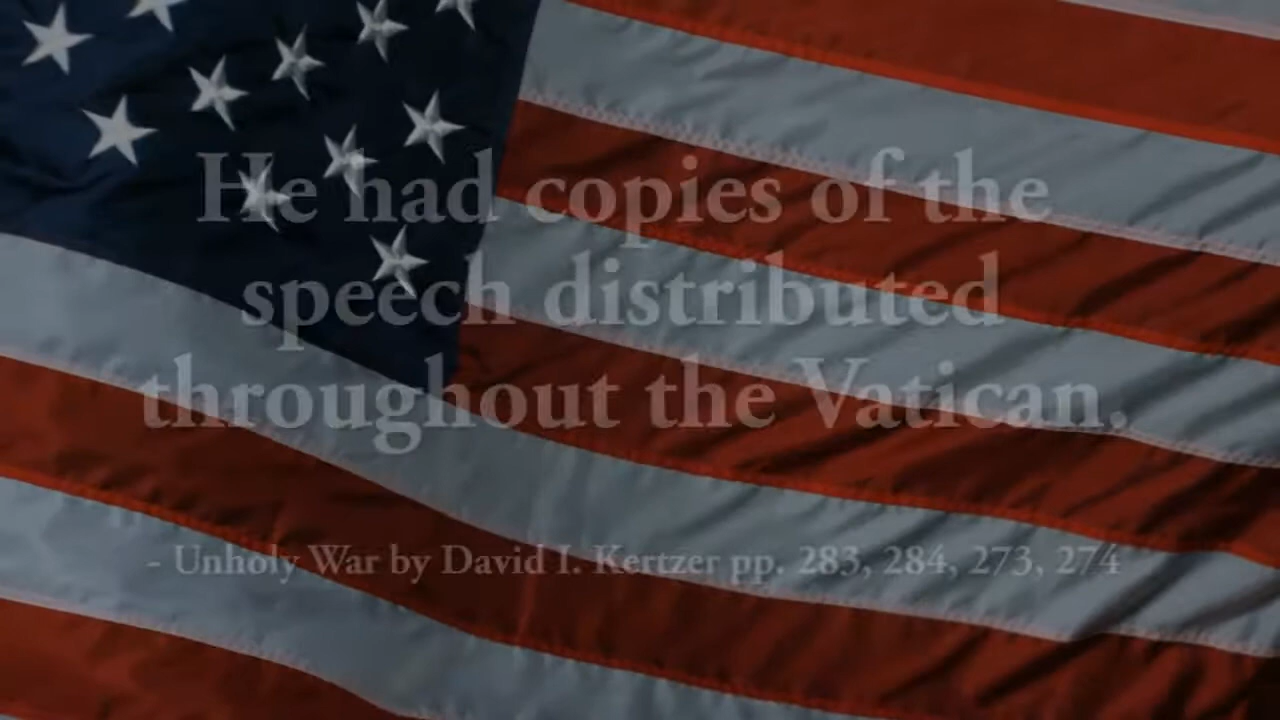 He had copies of the
speech distributed
throughout the Vatican.
- Unholy War by David I. Kertzer pp. 283, 284, 273, 274